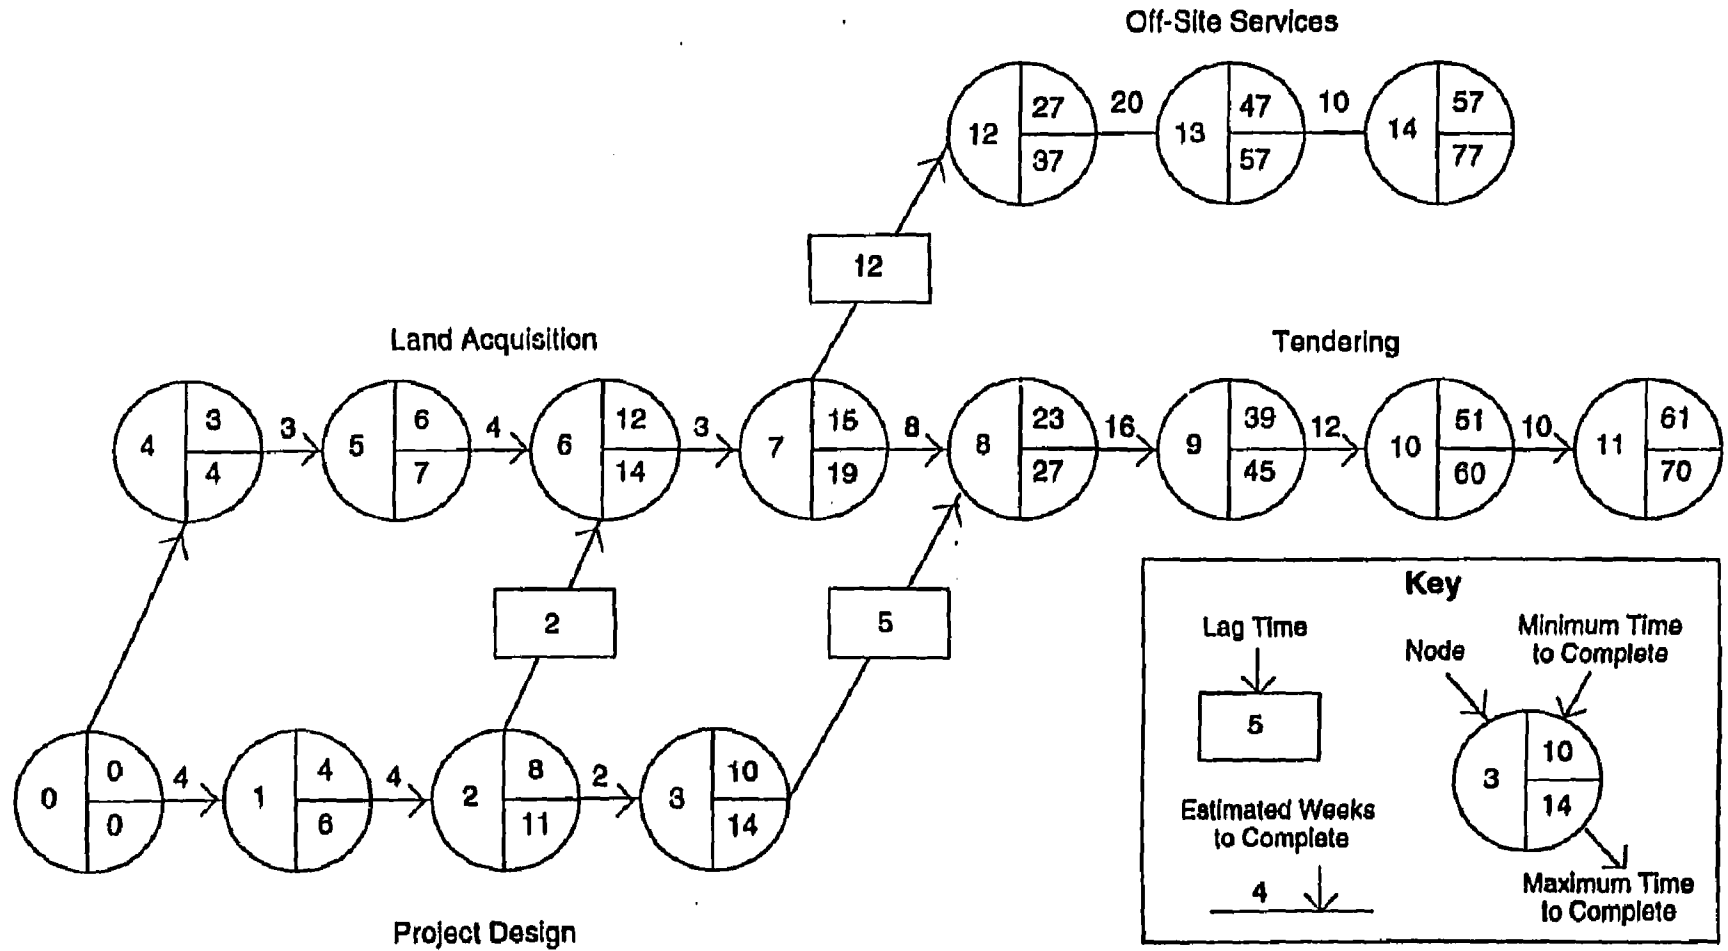 Off-Site Services
12 27 37 20 13 47 57 10 14 57 77
12
Land Acquisition
Tendering
4 3 4 3 5 6 7 4 6 12 14 3 7 15 19 8 8 23 27 16 9 39 45 12 10 51 60 10 11 61 70
2
5
0 0 0 4 1 4 6 4 2 8 11 2 3 10 14
Project Design
Key
Lag Time
5
Estimated Weeks
to Complete
4
Node
Minimum Time
to Complete
3 10 14
Maximum Time
to Complete